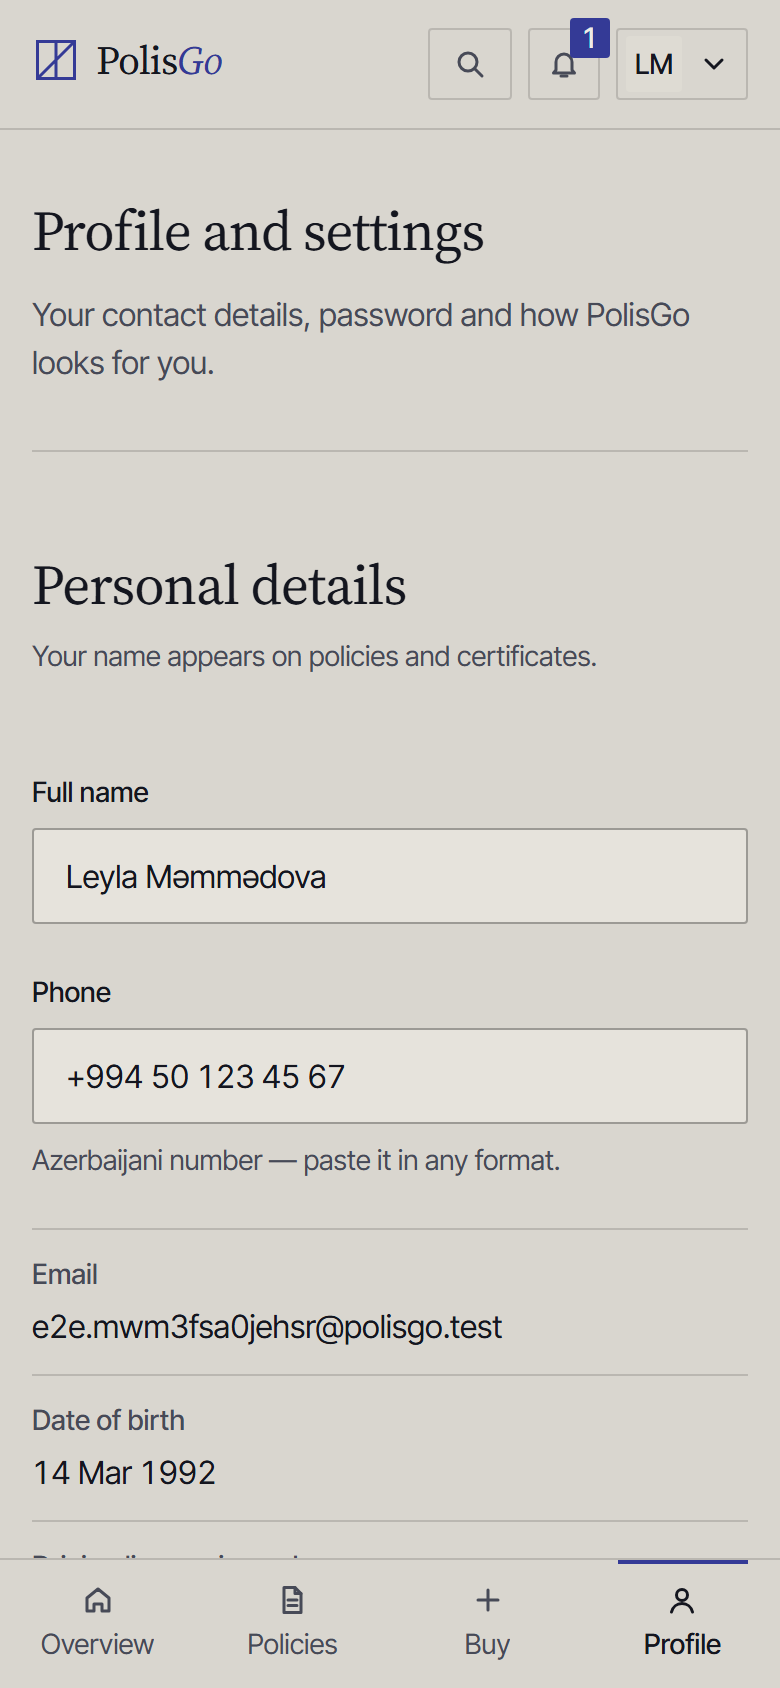 PolisGo
1
LM
Profile and settings
Your contact details, password and how PolisGo
looks for you.
Personal details
Your name appears on policies and certificates.
Full name
Leyla Məmmədova
Phone
+994 50 123 45 67
Azerbaijani number — paste it in any format.
Email
e2e.mwm3fsa0jehsr@polisgo.test
Date of birth
14 Mar 1992
Overview
Policies
Buy
Profile